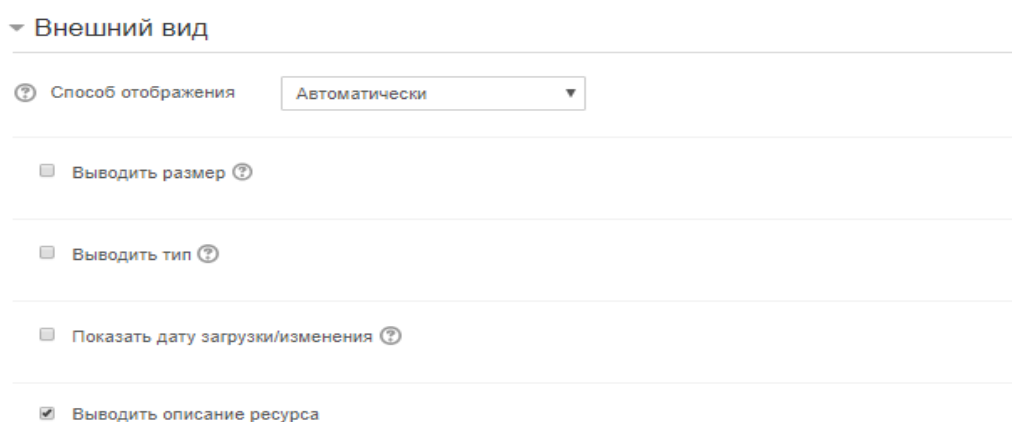 Внешний вид
Способ отображения Автоматически
Выводить размер
Выводить тип
Показать дату загрузки/изменения
Выводить описание ресурса